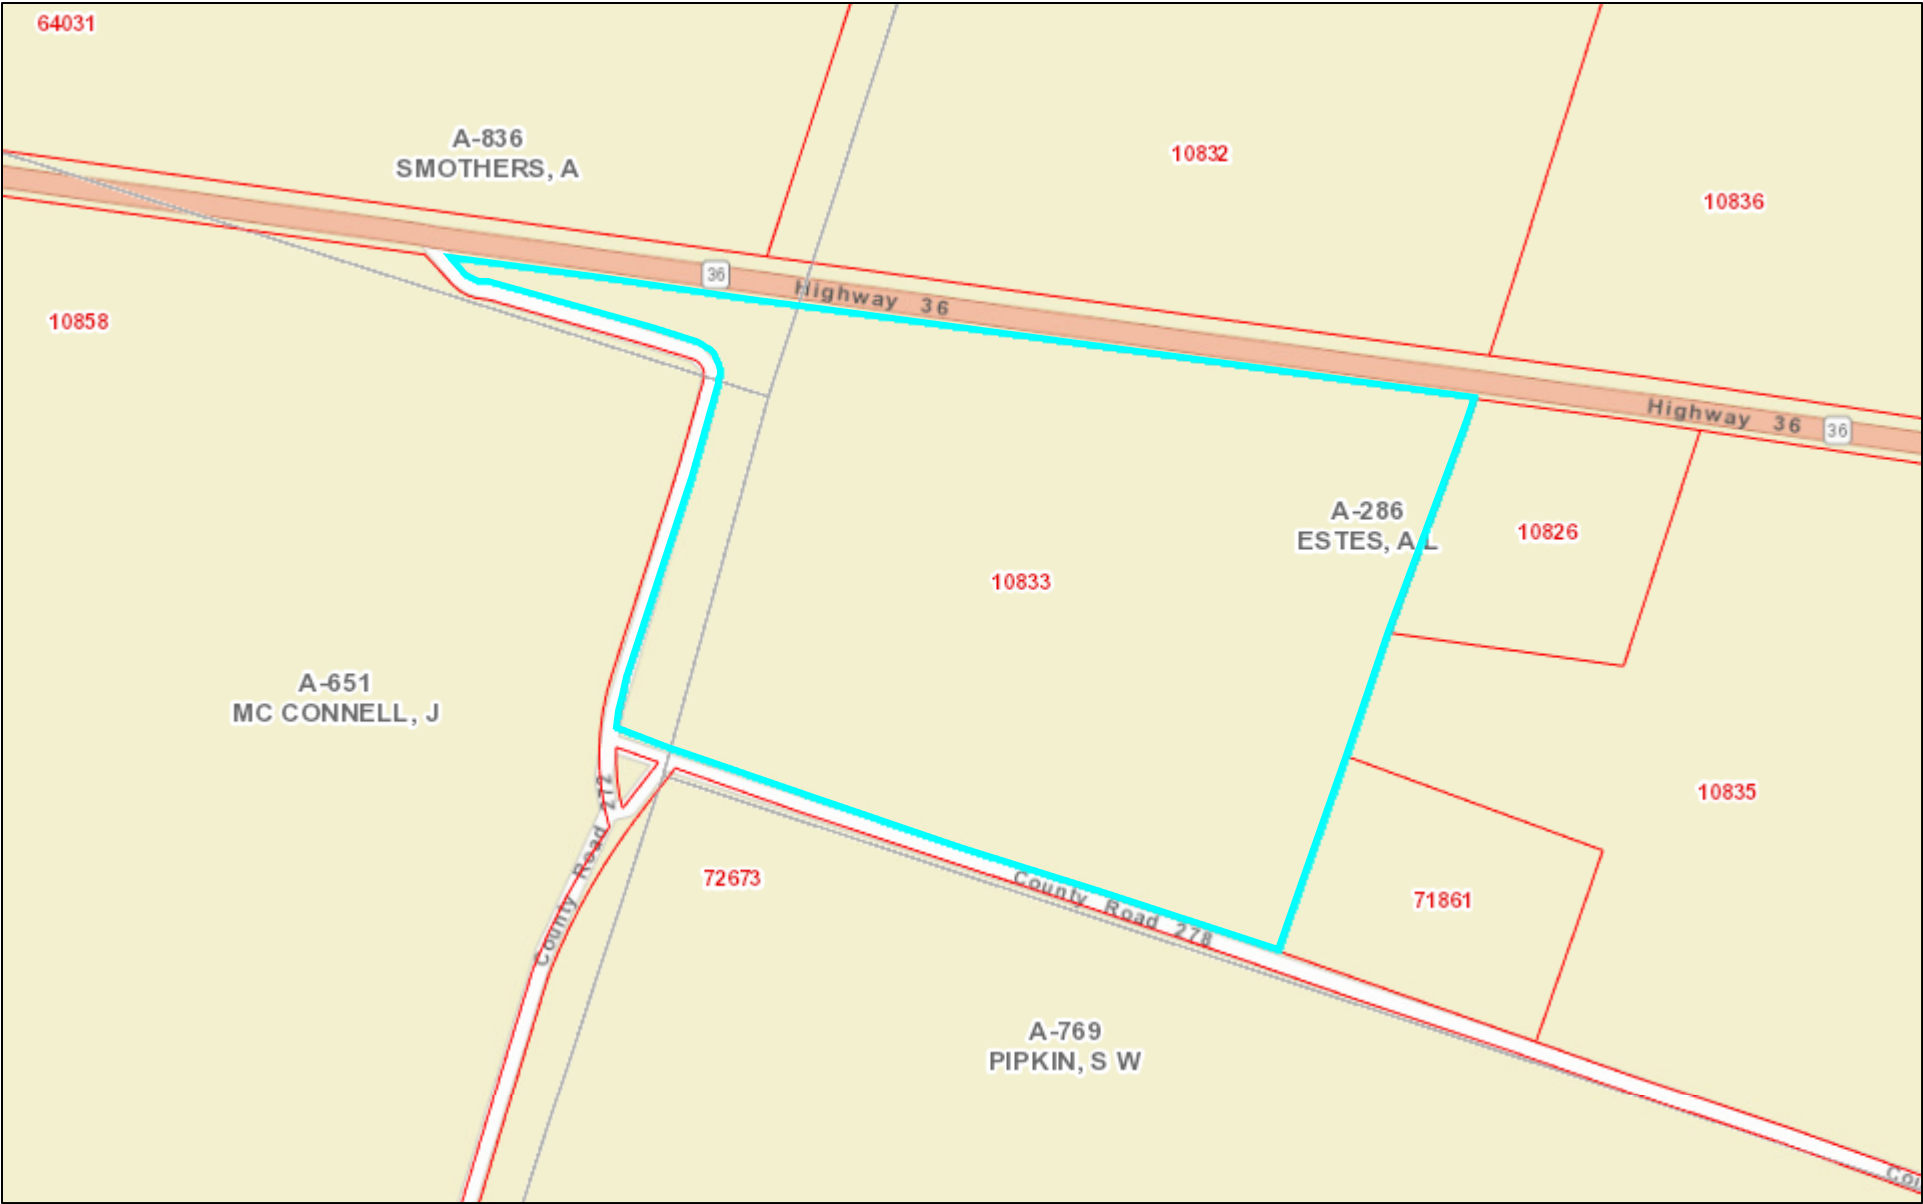 64031
A-836
SMOTHERS, A
10832
10836
36
Highway 36
10858
Highway 36
36
A-286
ESTES, A L
10826
10833
A-651
MC CONNELL, J
10835
County Road 272
72673
County Road 278
71861
A-769
PIPKIN, S W
Cou